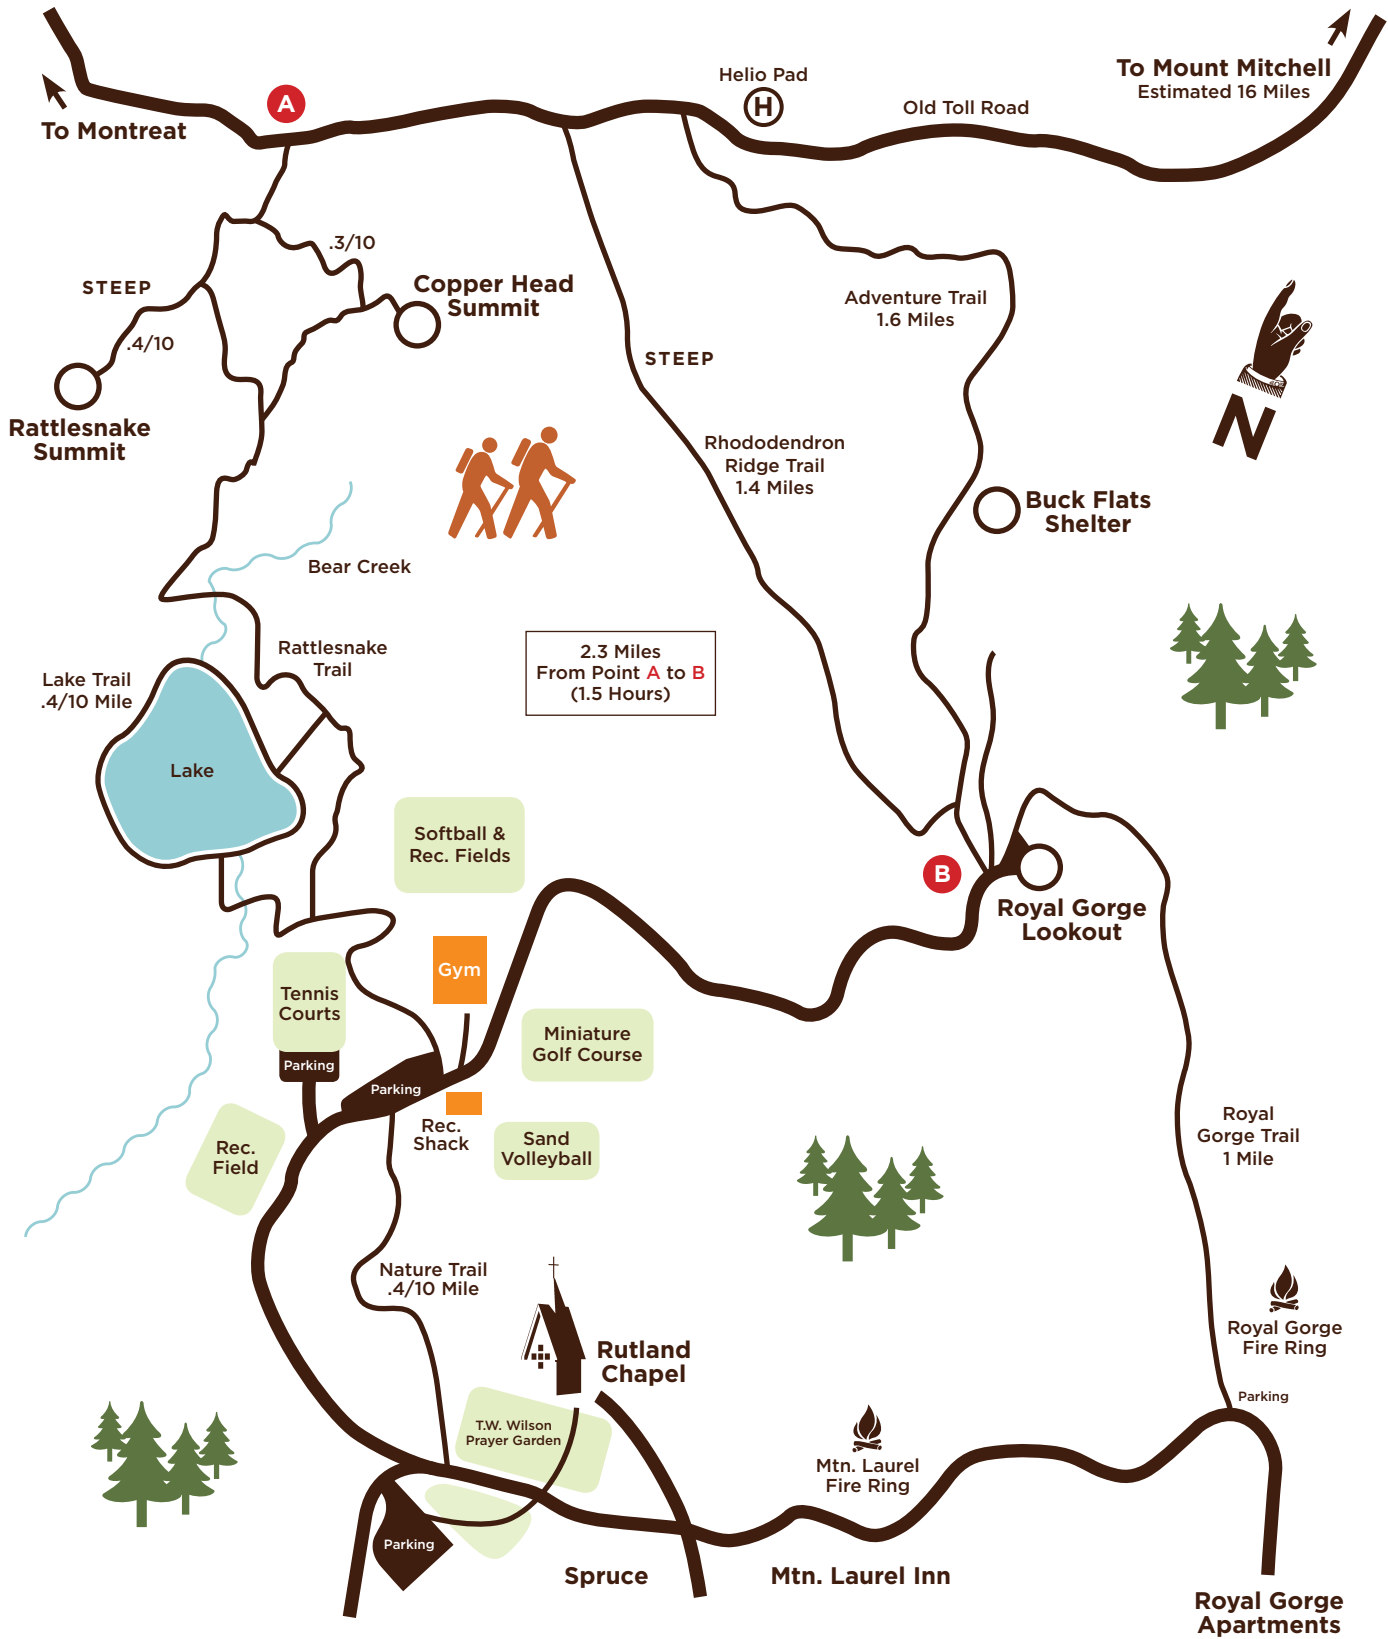 A
Helio Pad
H
To Mount Mitchell
Estimated 16 Miles
Old Toll Road
To Montreat
.3/10
STEEP
Copper Head
Summit
Adventure Trail
1.6 Miles
.4/10
STEEP
N
Rattlesnake
Summit
Rhododendron
Ridge Trail
1.4 Miles
Buck Flats
Shelter
Bear Creek
Rattlesnake
Trail
2.3 Miles
From Point A to B
(1.5 Hours)
Lake Trail
.4/10 Mile
Lake
Softball &
Rec. Fields
B
Royal Gorge
Lookout
Gym
Tennis
Courts
Miniature
Golf Course
Parking
Parking
Rec.
Shack
Sand
Volleyball
Rec.
Field
Royal
Gorge Trail
1 Mile
Nature Trail
.4/10 Mile
Rutland
Chapel
Royal Gorge
Fire Ring
Parking
T.W. Wilson
Prayer Garden
Mtn. Laurel
Fire Ring
Parking
Spruce
Mtn. Laurel Inn
Royal Gorge
Apartments